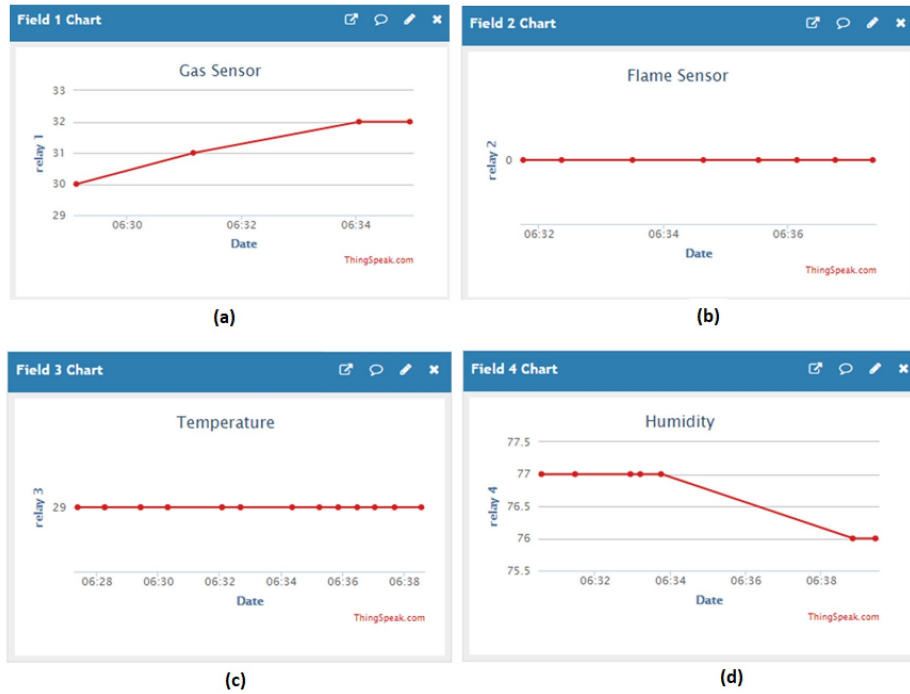 Field 1 Chart
Gas Sensor
33
32
31
30
29
relay 1
06:30 06:32 06:34
Date
ThingSpeak.com
(a)
Field 2 Chart
Flame Sensor
0
relay 2
06:32 06:34 06:36
Date
ThingSpeak.com
(b)
Field 3 Chart
Temperature
29
relay 3
06:28 06:30 06:32 06:34 06:36 06:38
Date
ThingSpeak.com
(c)
Field 4 Chart
Humidity
77.5
77
76.5
76
75.5
relay 4
06:32 06:34 06:36 06:38
Date
ThingSpeak.com
(d)